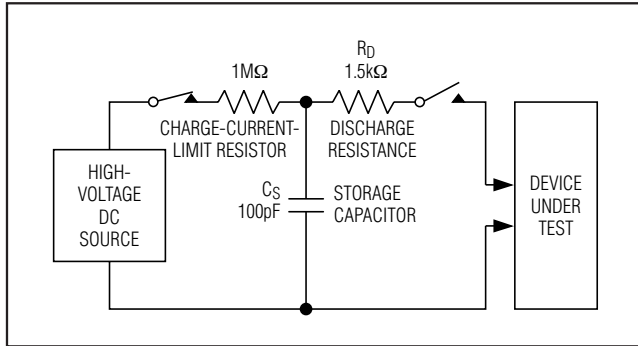 1MΩ
CHARGE-CURRENT-
LIMIT RESISTOR
R_D
1.5kΩ
DISCHARGE
RESISTANCE
HIGH-
VOLTAGE
DC
SOURCE
C_S
100pF
STORAGE
CAPACITOR
DEVICE
UNDER
TEST